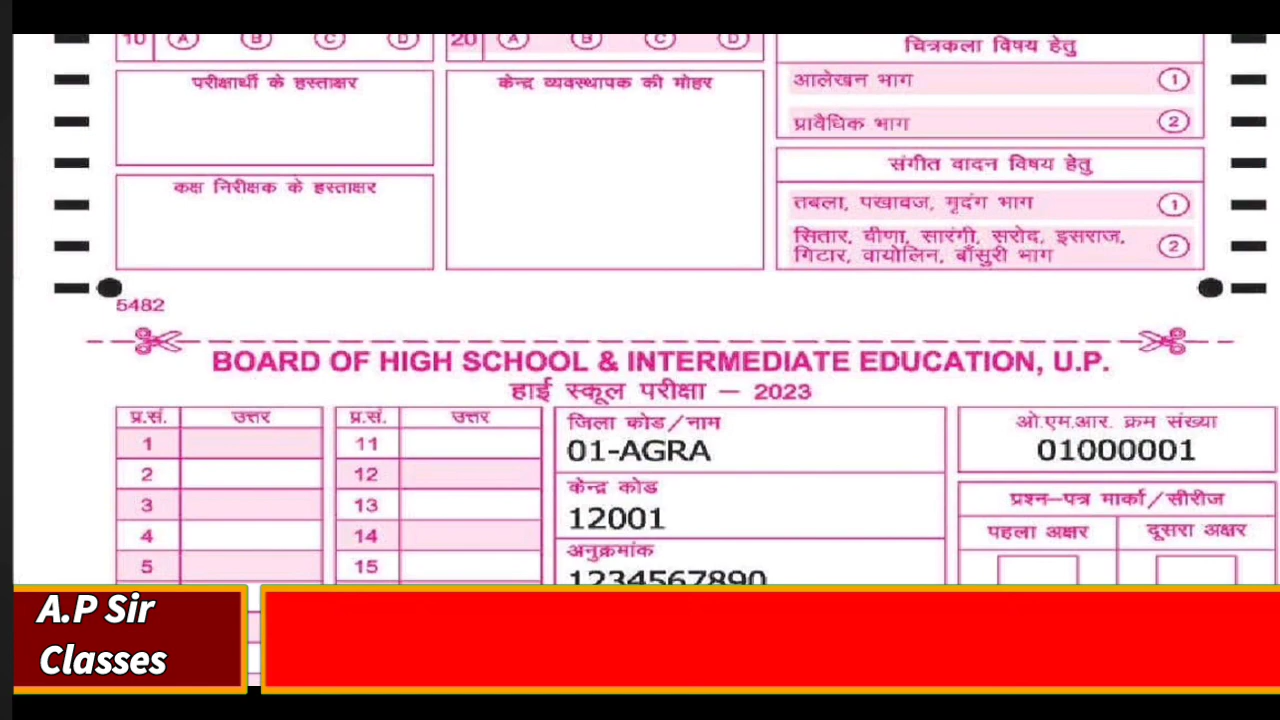 10 A B C D 20 A B C D
चित्रकला विषय हेतु
आलेखन भाग 1
प्रावैधिक भाग 2
परीक्षार्थी के हस्ताक्षर
केन्द्र व्यवस्थापक की मोहर
कक्ष निरीक्षक के हस्ताक्षर
संगीत वादन विषय हेतु
तबला, पखावज, मृदंग भाग 1
सितार, वीणा, सारंगी, सरोद, इसराज,
गिटार, वायोलिन, बाँसुरी भाग 2
5482
BOARD OF HIGH SCHOOL & INTERMEDIATE EDUCATION, U.P.
हाई स्कूल परीक्षा – 2023
प्र.सं. उत्तर प्र.सं. उत्तर
1 11
2 12
3 13
4 14
5 15
जिला कोड/नाम
01-AGRA
केन्द्र कोड
12001
अनुक्रमांक
1234567890
ओ.एम.आर. क्रम संख्या
01000001
प्रश्न–पत्र मार्का/सीरीज
पहला अक्षर दूसरा अक्षर
A.P Sir
Classes